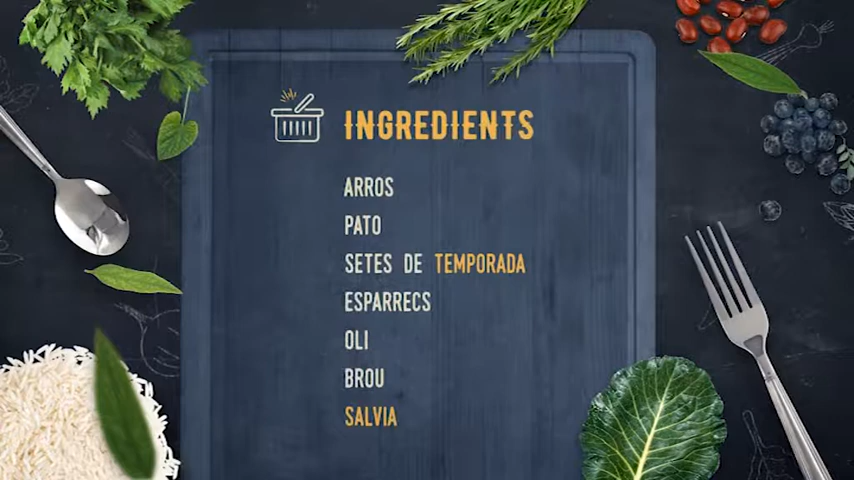 INGREDIENTS
ARROS
PATO
SETES DE TEMPORADA
ESPARRECS
OLI
BROU
SALVIA